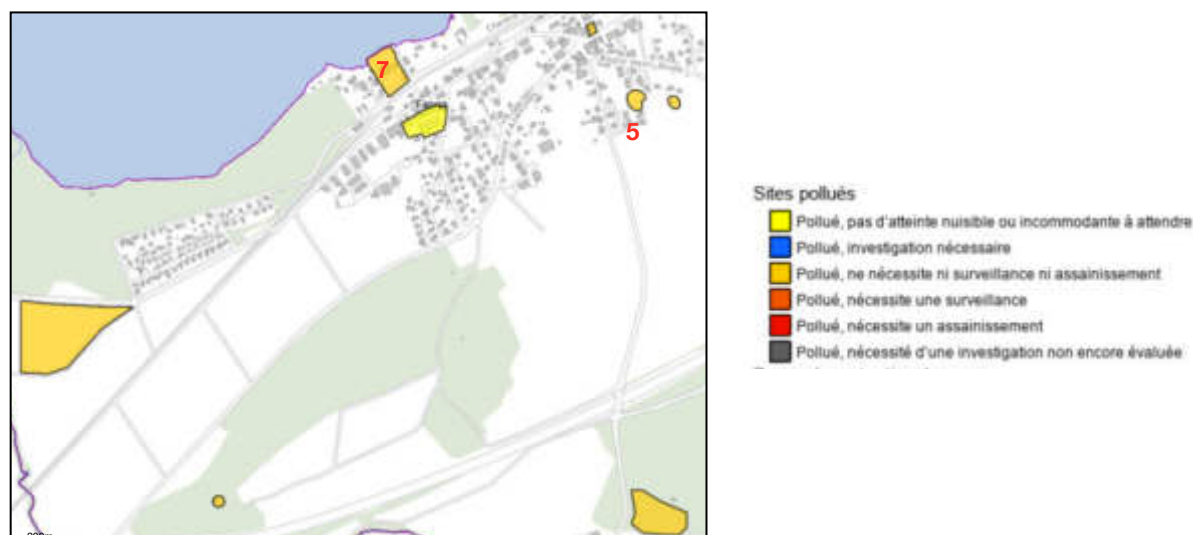 7
5
Sites pollués
Pollué, pas d'atteinte nuisible ou incommodante à attendre
Pollué, investigation nécessaire
Pollué, ne nécessite ni surveillance ni assainissement
Pollué, nécessite une surveillance
Pollué, nécessite un assainissement
Pollué, nécessité d'une investigation non encore évaluée